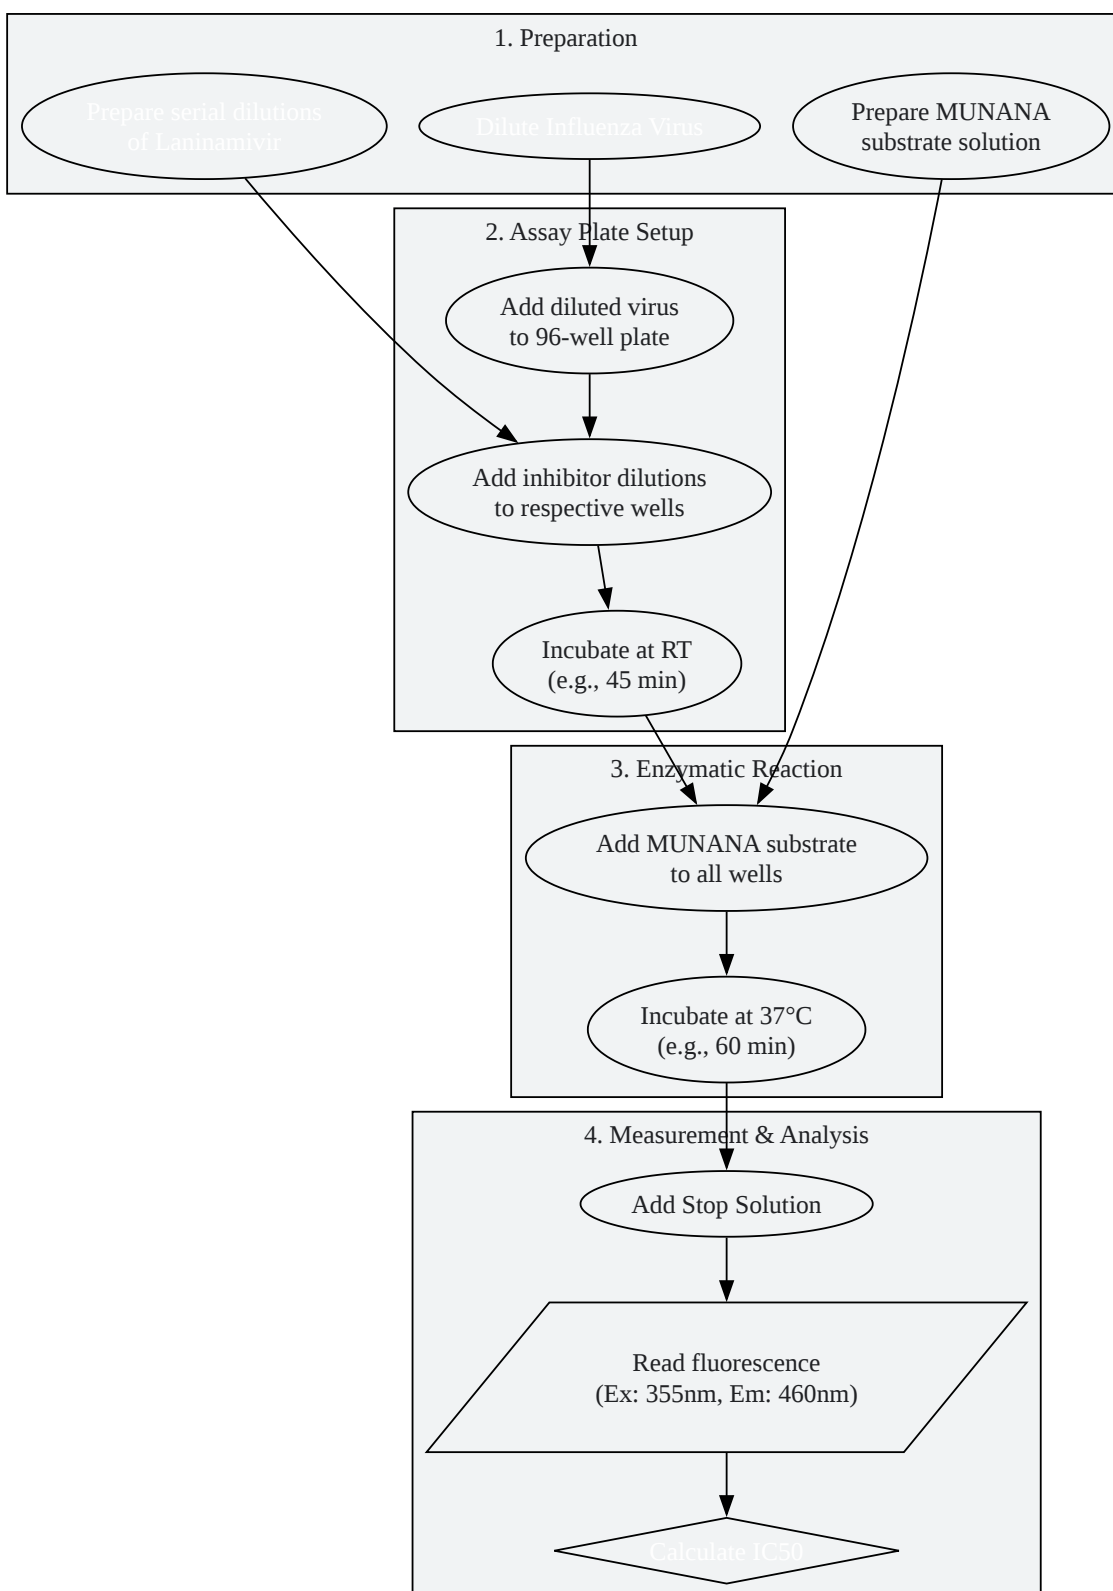 1. Preparation
Prepare serial dilutions
of Laninamivir
Dilute Influenza Virus
Prepare MUNANA
substrate solution
2. Assay Plate Setup
Add diluted virus
to 96-well plate
Add inhibitor dilutions
to respective wells
Incubate at RT
(e.g., 45 min)
3. Enzymatic Reaction
Add MUNANA substrate
to all wells
Incubate at 37°C
(e.g., 60 min)
4. Measurement & Analysis
Add Stop Solution
Read fluorescence
(Ex: 355nm, Em: 460nm)
Calculate IC50